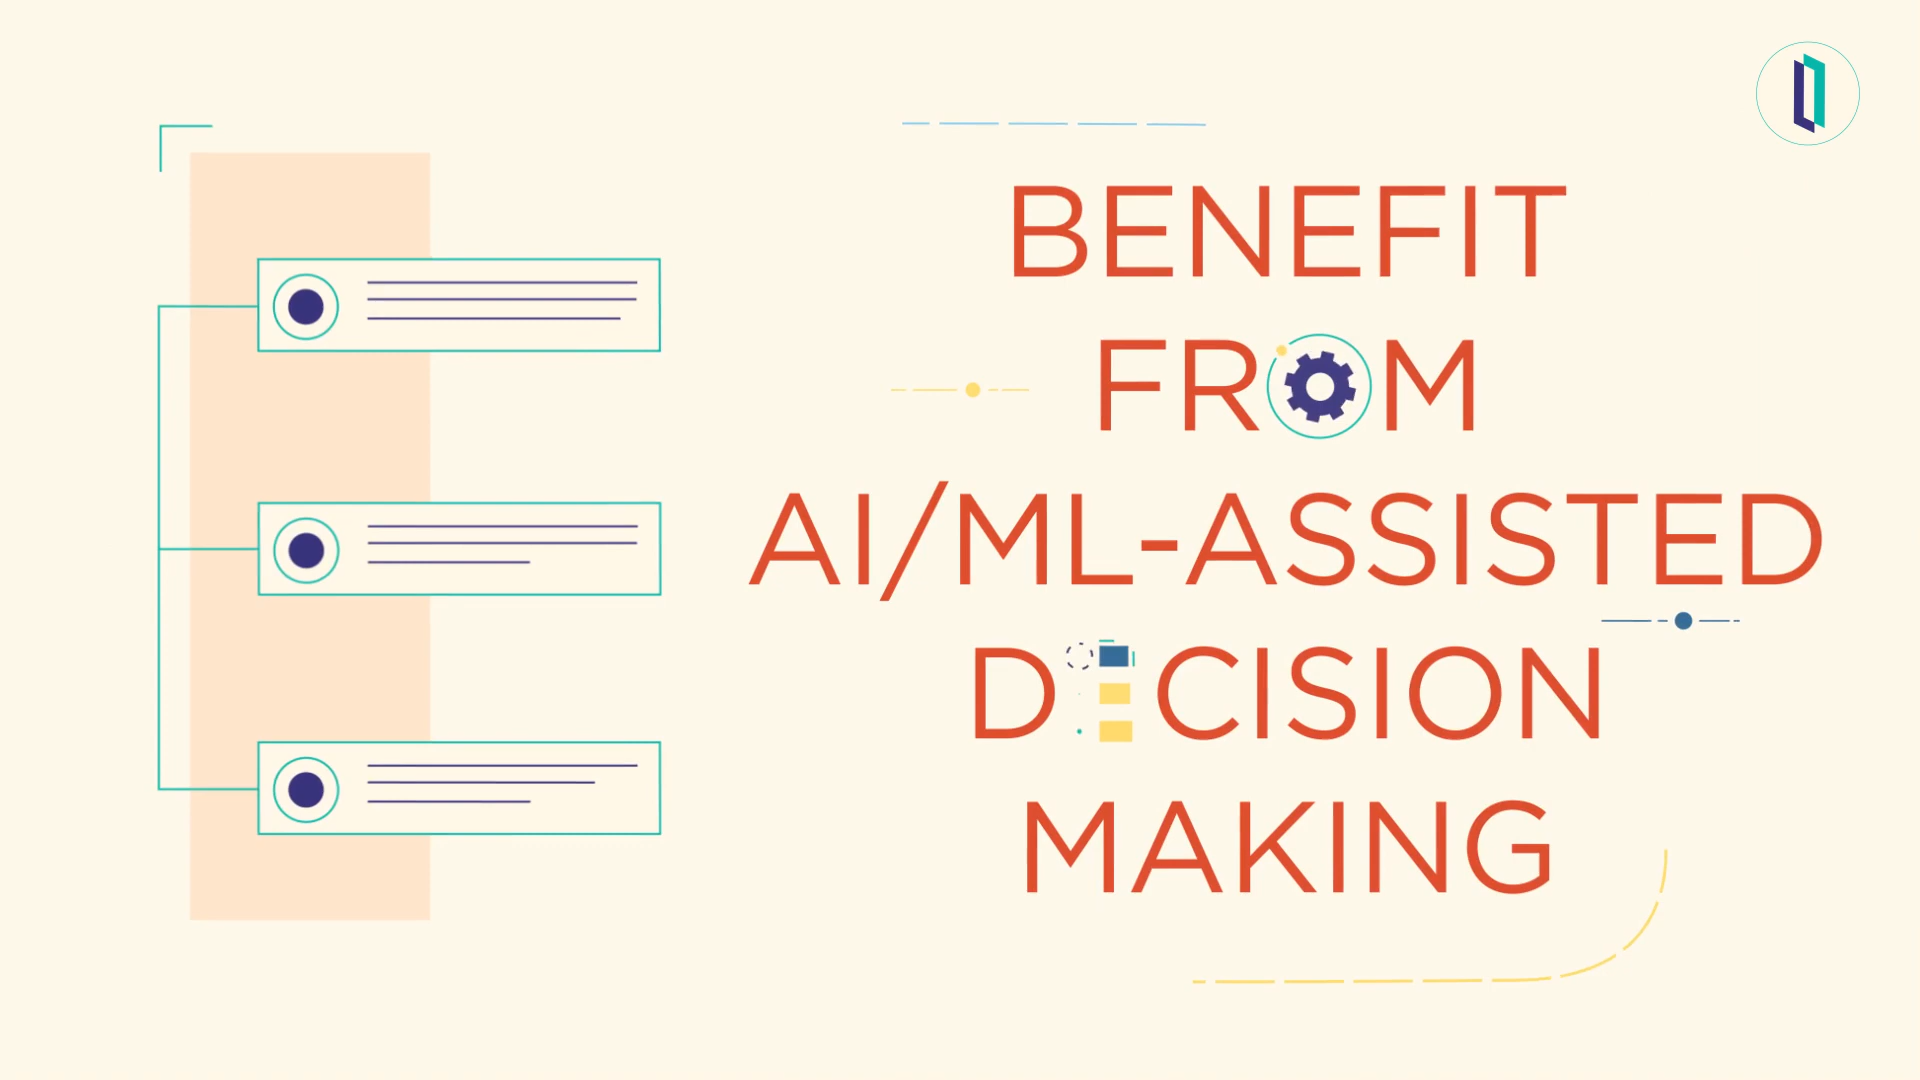 BENEFIT
FROM
AI/ML-ASSISTED
DECISION
MAKING